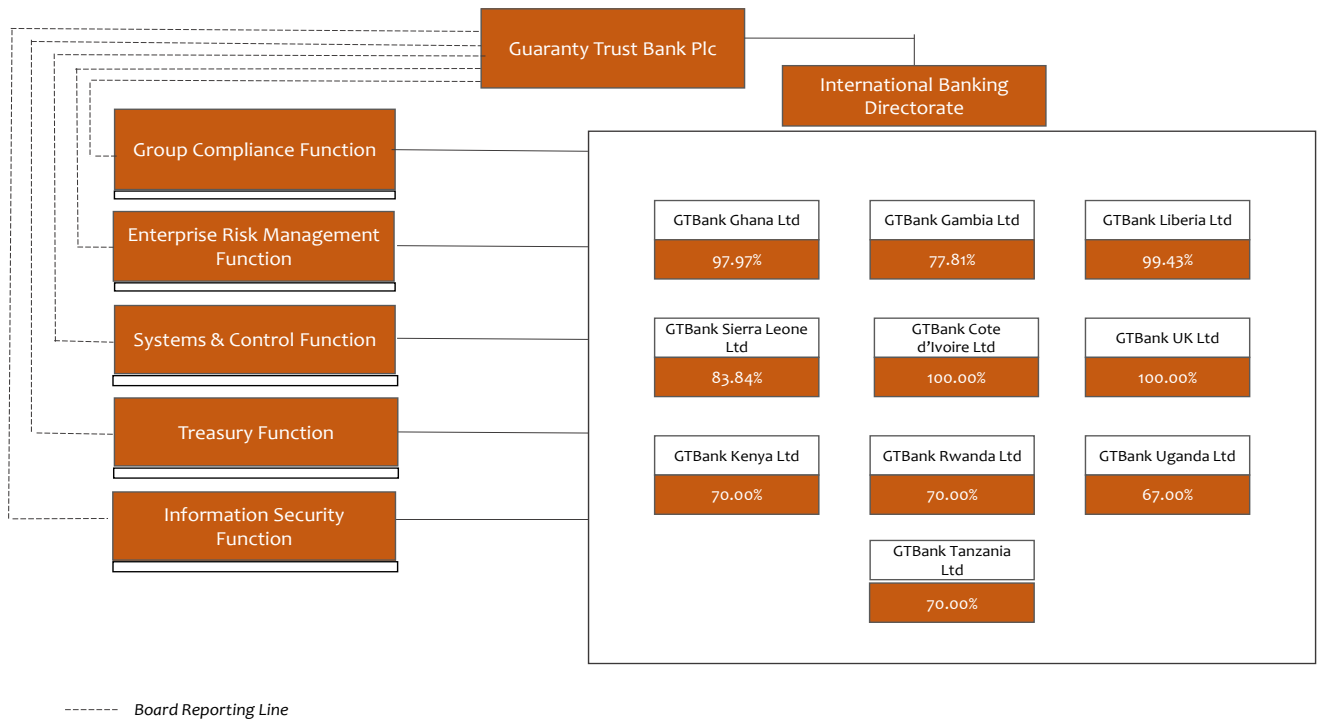 Guaranty Trust Bank Plc
International Banking
Directorate
Group Compliance Function
Enterprise Risk Management
Function
Systems & Control Function
Treasury Function
Information Security
Function
GTBank Ghana Ltd
97.97%
GTBank Gambia Ltd
77.81%
GTBank Liberia Ltd
99.43%
GTBank Sierra Leone
Ltd
83.84%
GTBank Cote
d’Ivoire Ltd
100.00%
GTBank UK Ltd
100.00%
GTBank Kenya Ltd
70.00%
GTBank Rwanda Ltd
70.00%
GTBank Uganda Ltd
67.00%
GTBank Tanzania
Ltd
70.00%
Board Reporting Line